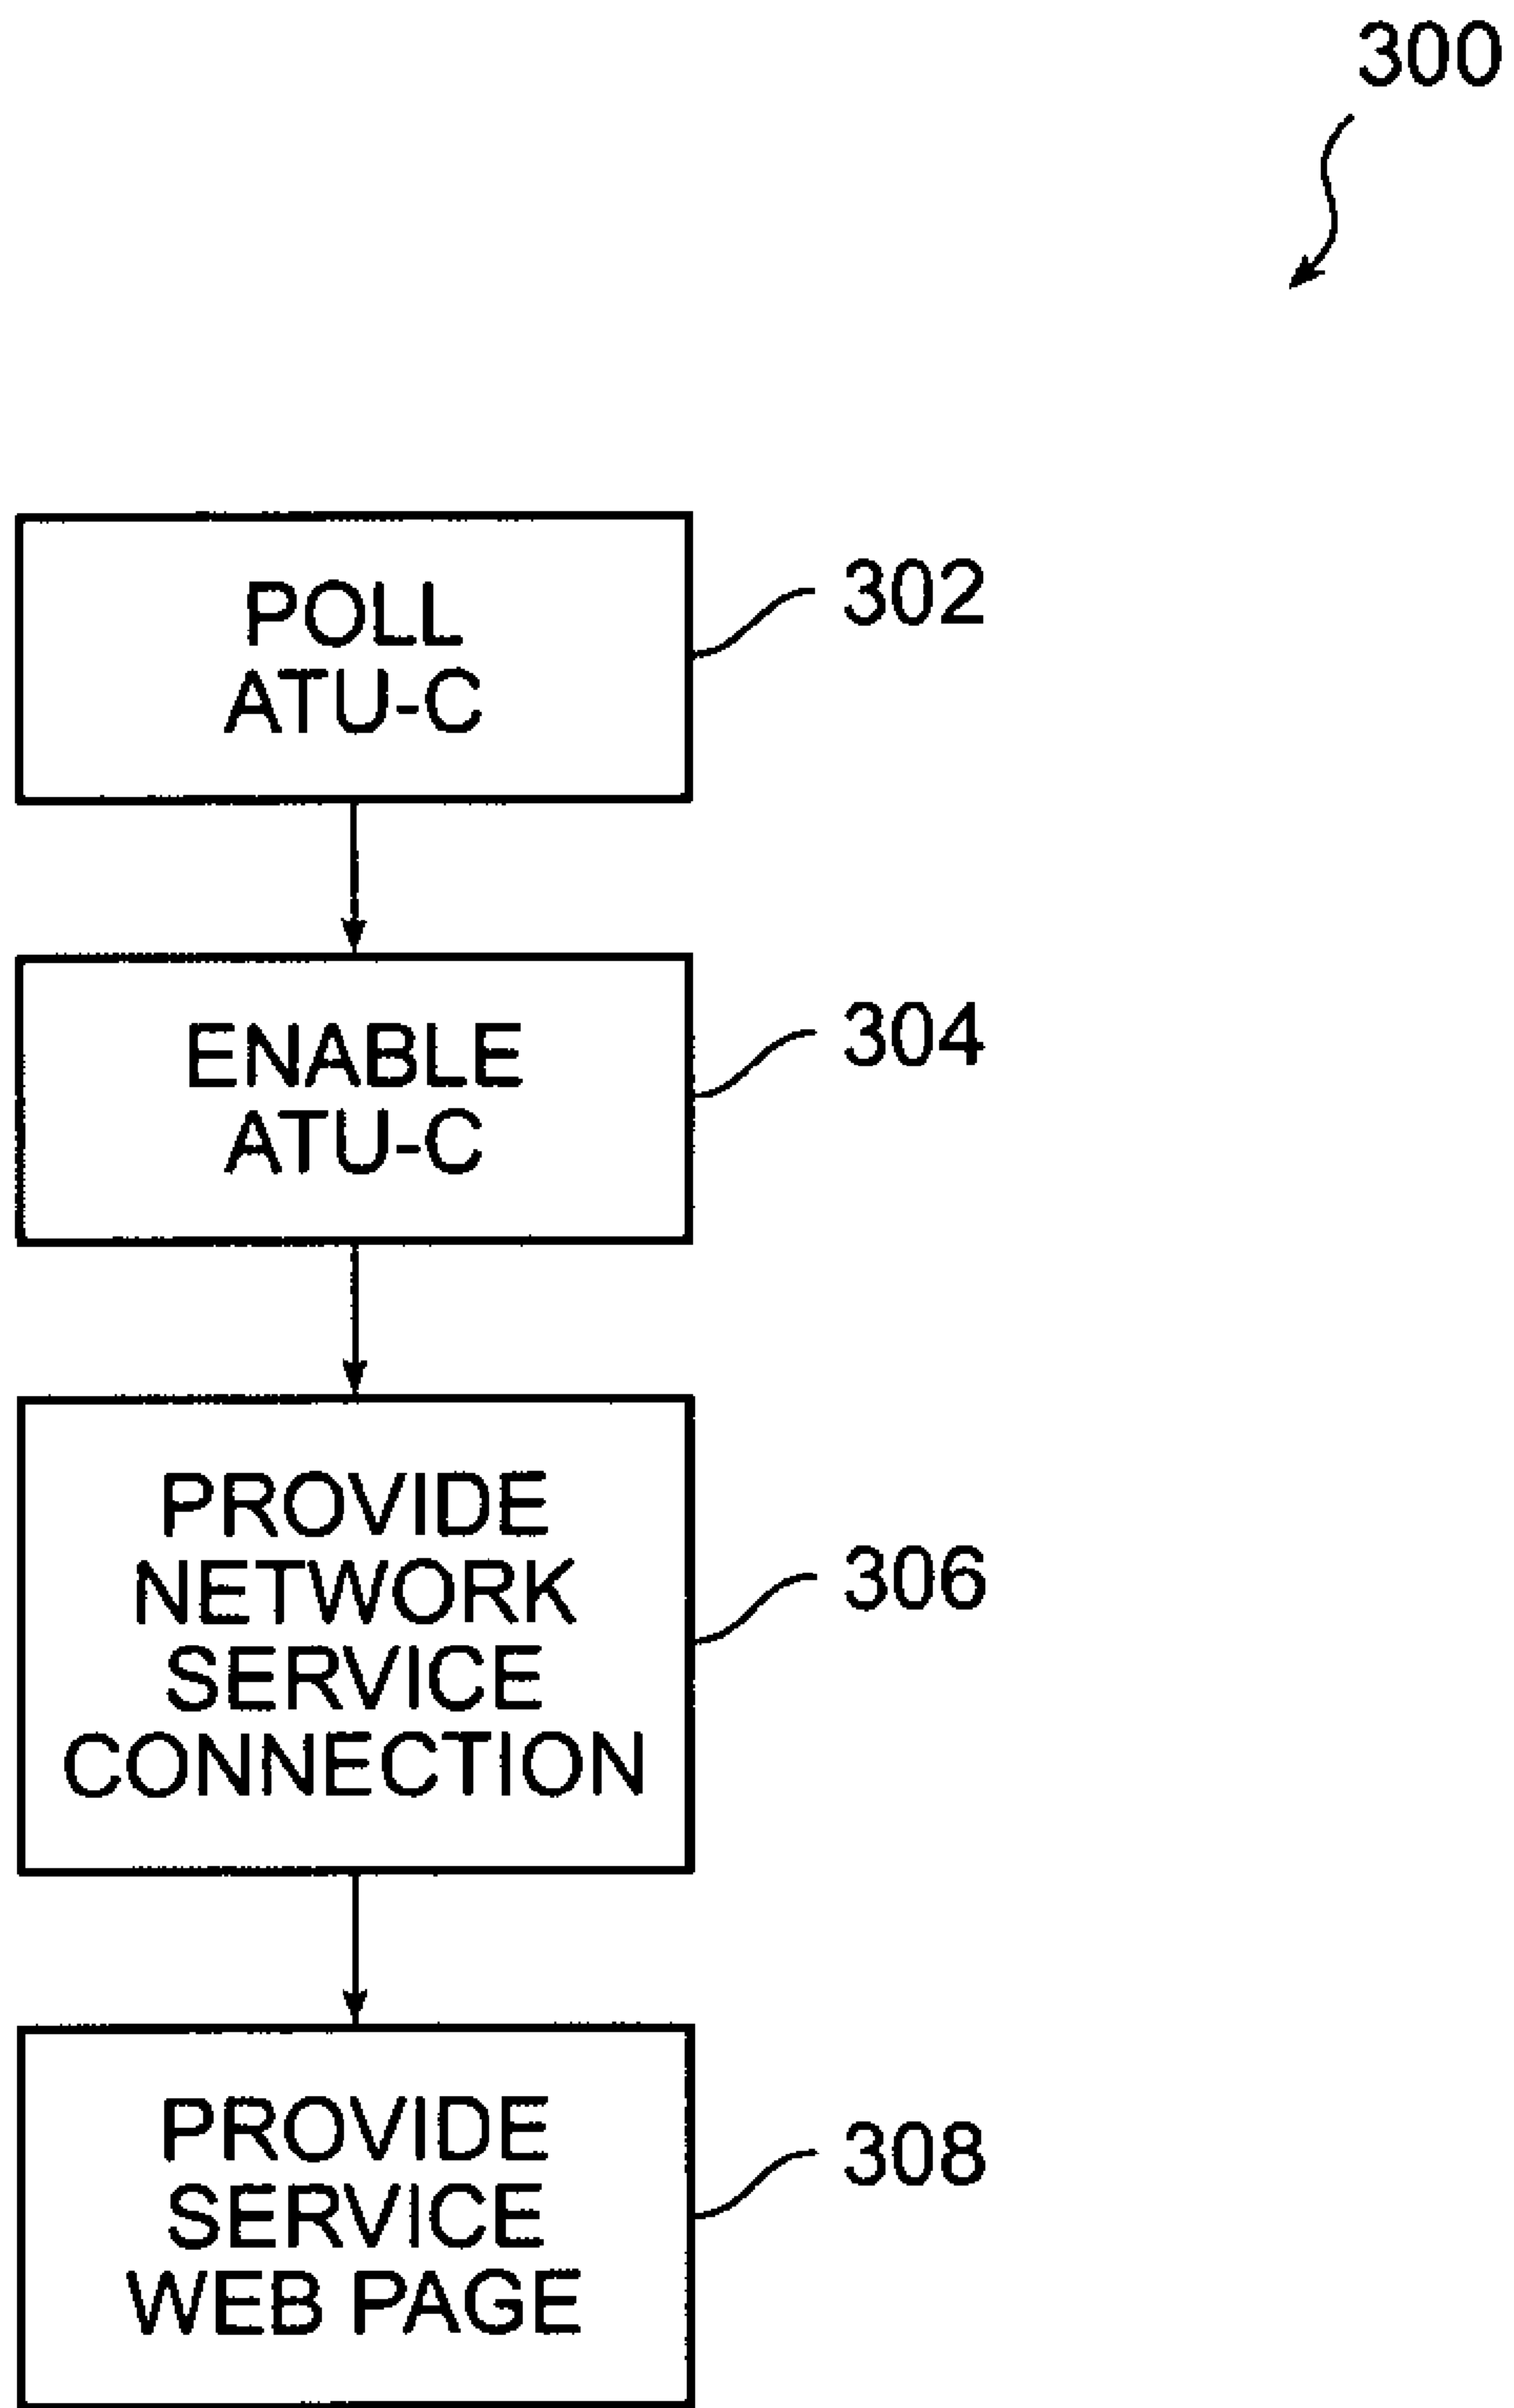 300
POLL
ATU-C
302
ENABLE
ATU-C
304
PROVIDE
NETWORK
SERVICE
CONNECTION
306
PROVIDE
SERVICE
WEB PAGE
308